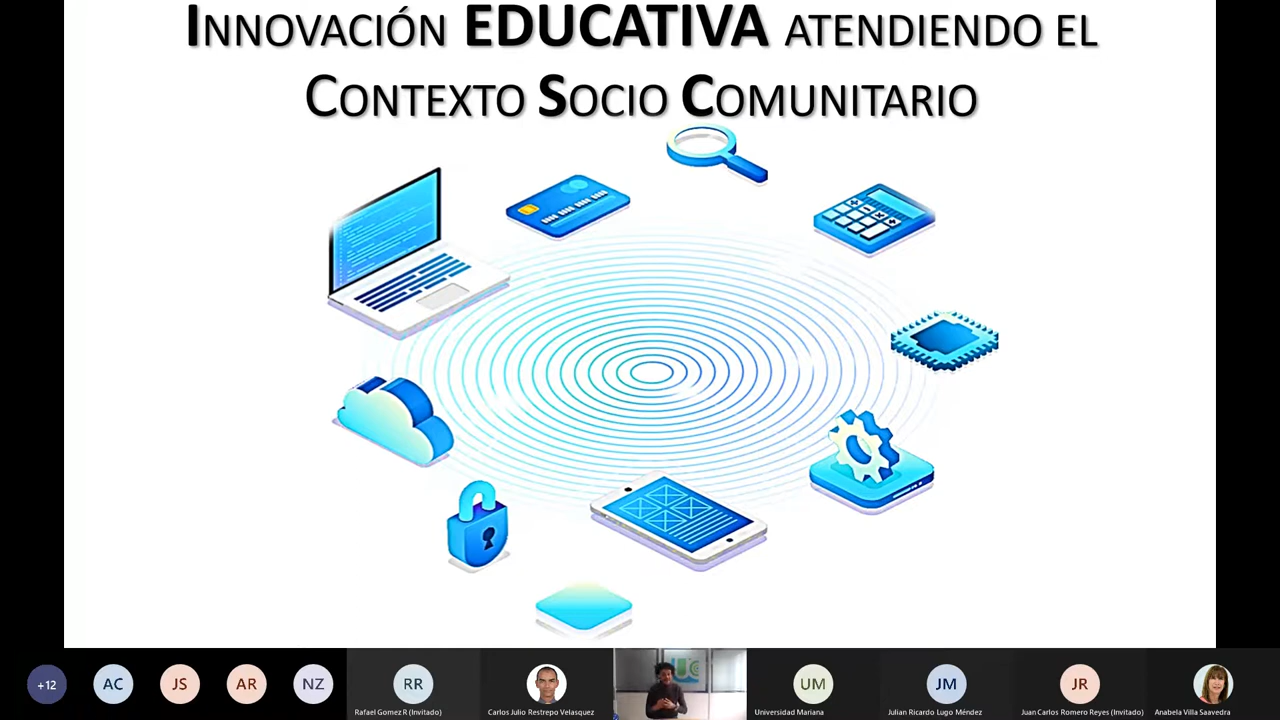 INNOVACIÓN EDUCATIVA ATENDIENDO EL
CONTEXTO SOCIO COMUNITARIO
+12
AC
JS
AR
NZ
RR
Rafael Gomez R (Invitado)
Carlos Julio Restrepo Velasquez
UM
Universidad Mariana
JM
Julian Ricardo Lugo Méndez
JR
Juan Carlos Romero Reyes (Invitado)
Anabela Villa Saavedra